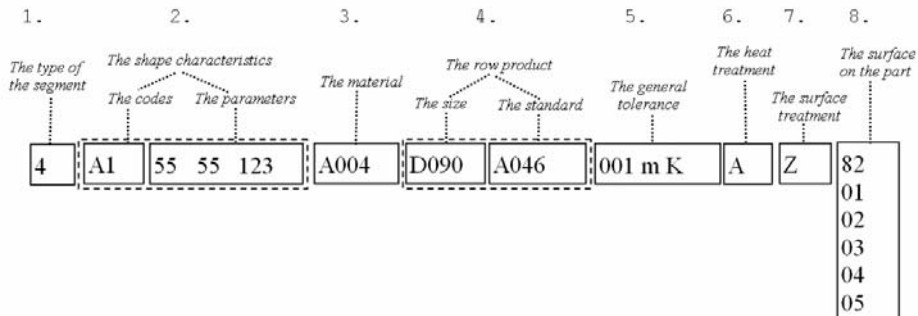 1. 2. 3. 4. 5. 6. 7. 8.
The type of
the segment
The shape characteristics
The codes
The parameters
The material
The row product
The size
The standard
The general
tolerance
The heat
treatment
The surface
treatment
The surface
on the part
4 A1 55 55 123 A004 D090 A046 001 m K A Z 82
01
02
03
04
05